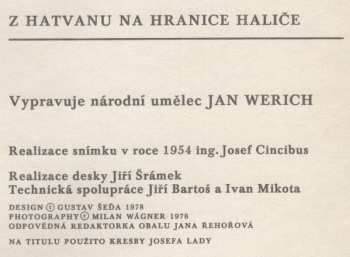 Z HATVANU NA HRANICE HALIČE
Vypravuje národní umělec JAN WERICH
Realizace snímku v roce 1954 ing. Josef Cincibus
Realizace desky Jiří Šrámek
Technická spolupráce Jiří Bartoš a Ivan Mikota
DESIGN ⓟ GUSTAV ŠEĎA 1978
PHOTOGRAPHY ⓟ MILAN WÁGNER 1978
ODPOVĚDNÁ REDAKTORKA OBALU JANA ŘEHOŘOVÁ
NA TITULU POUŽITO KRESBY JOSEFA LADY